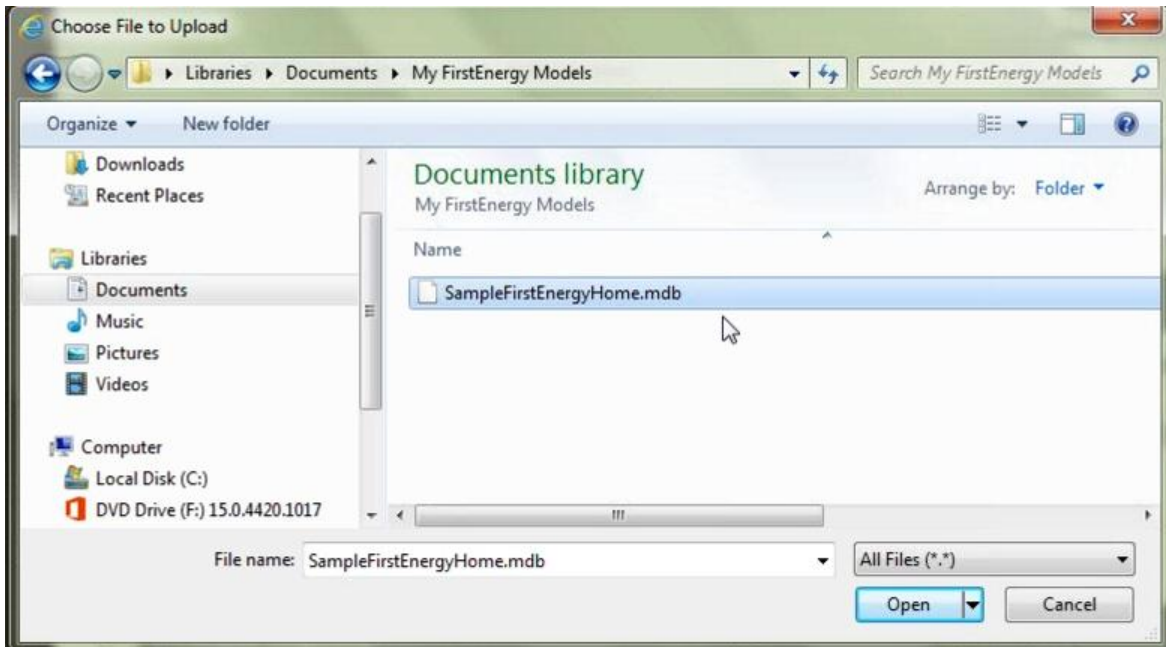 Choose File to Upload
Libraries Documents My FirstEnergy Models
Search My FirstEnergy Models
Organize New folder
Downloads
Recent Places
Libraries
Documents
Music
Pictures
Videos
Computer
Local Disk (C:)
DVD Drive (F:) 15.0.4420.1017
Documents library
My FirstEnergy Models
Arrange by: Folder
Name
SampleFirstEnergyHome.mdb
File name: SampleFirstEnergyHome.mdb
All Files (*.*)
Open Cancel